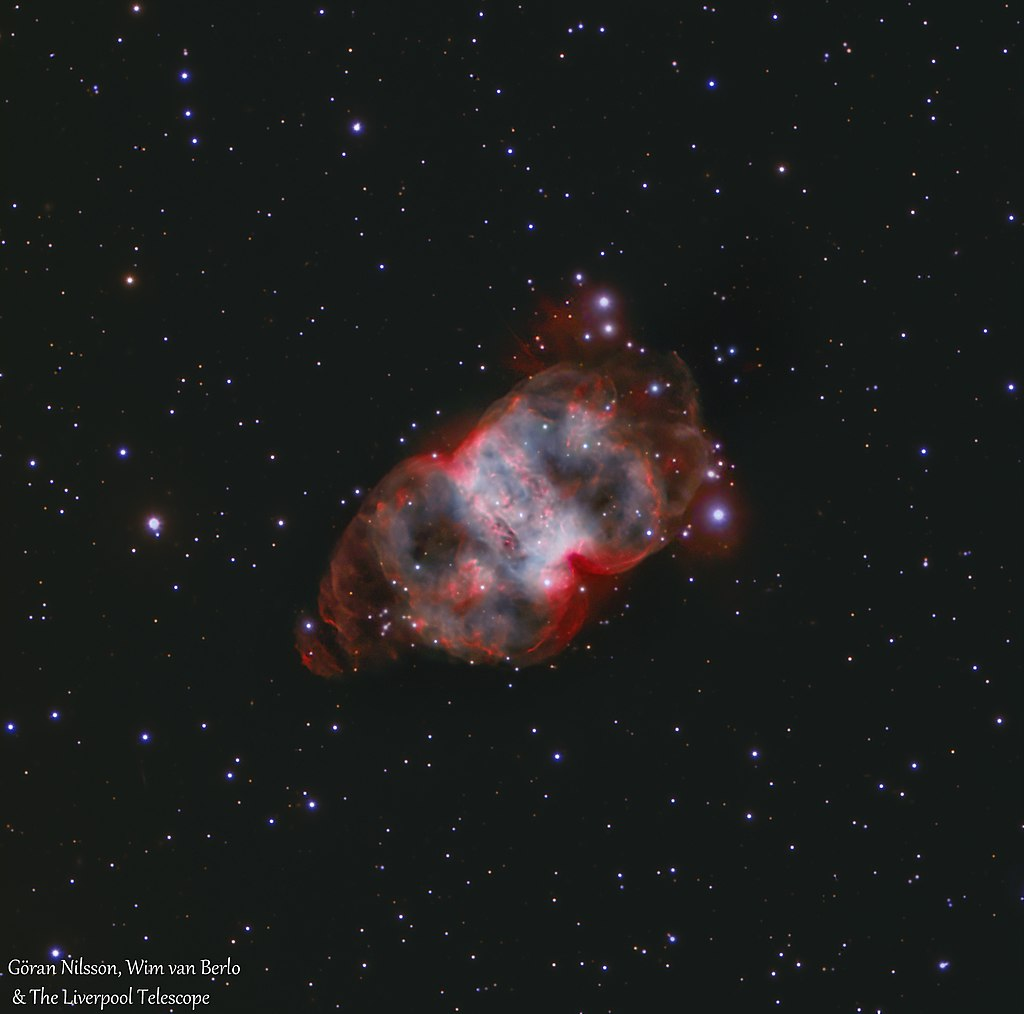 Göran Nilsson, Wim van Berlo
& The Liverpool Telescope